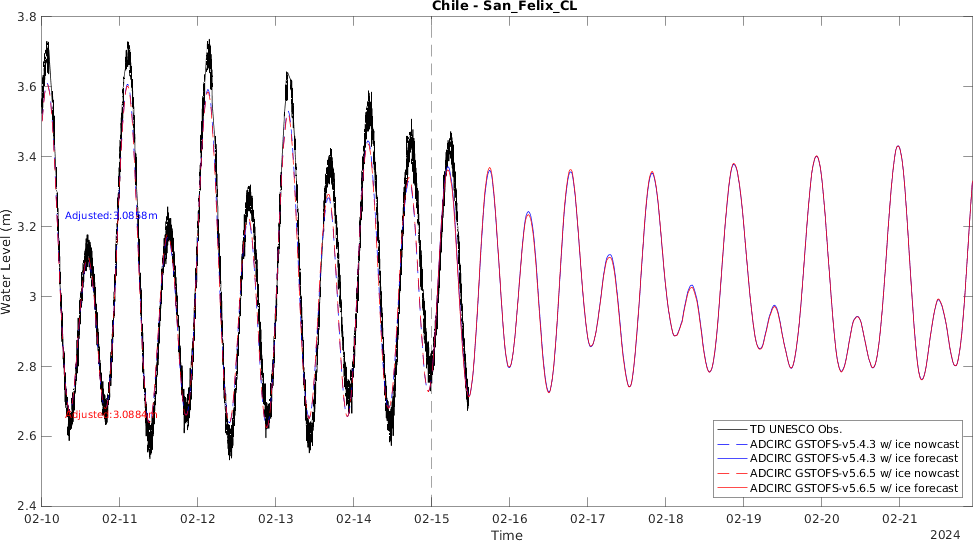 Chile - San_Felix_CL
3.8
3.6
3.4
3.2
3
2.8
2.6
2.4
Water Level (m)
Adjusted:3.0858m
Adjusted:3.0884m
TD UNESCO Obs.
ADCIRC GSTOFS-v5.4.3 w/ ice nowcast
ADCIRC GSTOFS-v5.4.3 w/ ice forecast
ADCIRC GSTOFS-v5.6.5 w/ ice nowcast
ADCIRC GSTOFS-v5.6.5 w/ ice forecast
02-10 02-11 02-12 02-13 02-14 02-15 02-16 02-17 02-18 02-19 02-20 02-21
Time
2024